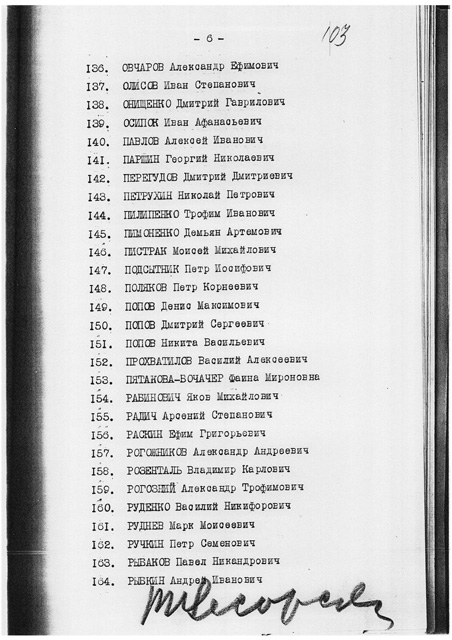 - 6 -
103
136. ОВЧАРОВ Александр Ефимович
137. ОЛИСОВ Иван Степанович
138. ОНИЩЕНКО Дмитрий Гаврилович
139. ОСИПОК Иван Афанасьевич
140. ПАВЛОВ Алексей Иванович
141. ПАРШИН Георгий Николаевич
142. ПЕРЕГУДОВ Дмитрий Дмитриевич
143. ПЕТРУХИН Николай Петрович
144. ПИЛИПЕНКО Трофим Иванович
145. ПИМОНЕНКО Демьян Артемович
146. ПИСТРАК Моисей Михайлович
147. ПОДСЫТНИК Петр Иосифович
148. ПОЛЯКОВ Петр Корнеевич
149. ПОПОВ Денис Максимович
150. ПОПОВ Дмитрий Сергеевич
151. ПОПОВ Никита Васильевич
152. ПРОХВАТИЛОВ Василий Алексеевич
153. ПЯТАКОВА-БОЧАЧЕР Фаина Мироновна
154. РАБИНОВИЧ Яков Михайлович
155. РАДИЧ Арсений Степанович
156. РАСКИН Ефим Григорьевич
157. РОГОЖНИКОВ Александр Андреевич
158. РОЗЕНТАЛЬ Владимир Карлович
159. РОГОЗНИЙ Александр Трофимович
160. РУДЕНКО Василий Никифорович
161. РУДНЕВ Марк Моисеевич
162. РУЧКИН Петр Семенович
163. РЫБАКОВ Павел Никандрович
164. РЫБКИН Андрей Иванович